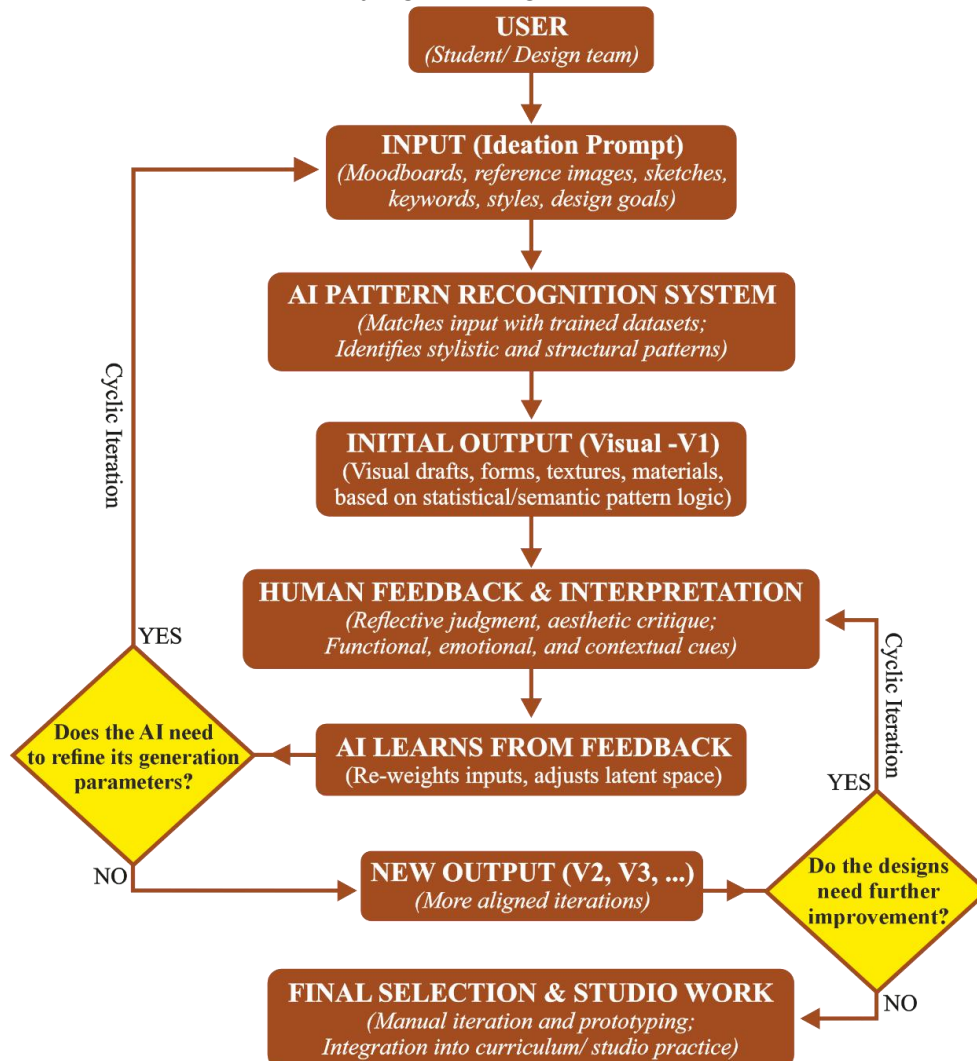 USER
(Student/ Design team)
INPUT (Ideation Prompt)
(Moodboards, reference images, sketches,
keywords, styles, design goals)
AI PATTERN RECOGNITION SYSTEM
(Matches input with trained datasets;
Identifies stylistic and structural patterns)
Cyclic Iteration
INITIAL OUTPUT (Visual -V1)
(Visual drafts, forms, textures, materials,
based on statistical/semantic pattern logic)
HUMAN FEEDBACK & INTERPRETATION
(Reflective judgment, aesthetic critique;
Functional, emotional, and contextual cues)
YES
Cyclic Iteration
Does the AI need
to refine its generation
parameters?
AI LEARNS FROM FEEDBACK
(Re-weights inputs, adjusts latent space)
YES
NO
NEW OUTPUT (V2, V3, ...)
(More aligned iterations)
Do the designs
need further
improvement?
NO
FINAL SELECTION & STUDIO WORK
(Manual iteration and prototyping;
Integration into curriculum/ studio practice)